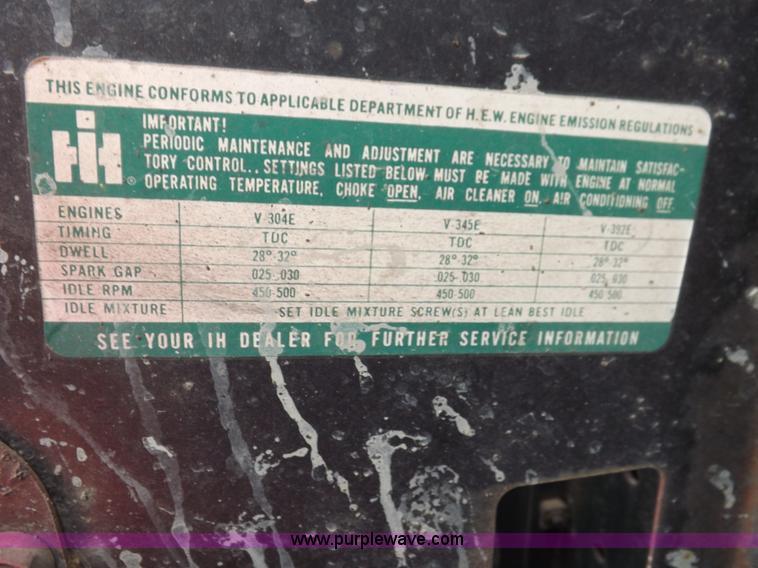 THIS ENGINE CONFORMS TO APPLICABLE DEPARTMENT OF H.E.W. ENGINE EMISSION REGULATIONS
IH ®
IMPORTANT!
PERIODIC MAINTENANCE AND ADJUSTMENT ARE NECESSARY TO MAINTAIN SATISFAC-
TORY CONTROL.. SETTINGS LISTED BELOW MUST BE MADE WITH ENGINE AT NORMAL
OPERATING TEMPERATURE, CHOKE OPEN, AIR CLEANER ON, AIR CONDITIONING OFF.
ENGINES V-304E V-345E V-392E
TIMING TDC TDC TDC
DWELL 28°-32° 28°-32° 28°-32°
SPARK GAP .025-.030 .025-.030 .025-.030
IDLE RPM 450-500 450-500 450-500
IDLE MIXTURE SET IDLE MIXTURE SCREW(S) AT LEAN BEST IDLE
SEE YOUR IH DEALER FOR FURTHER SERVICE INFORMATION
www.purplewave.com